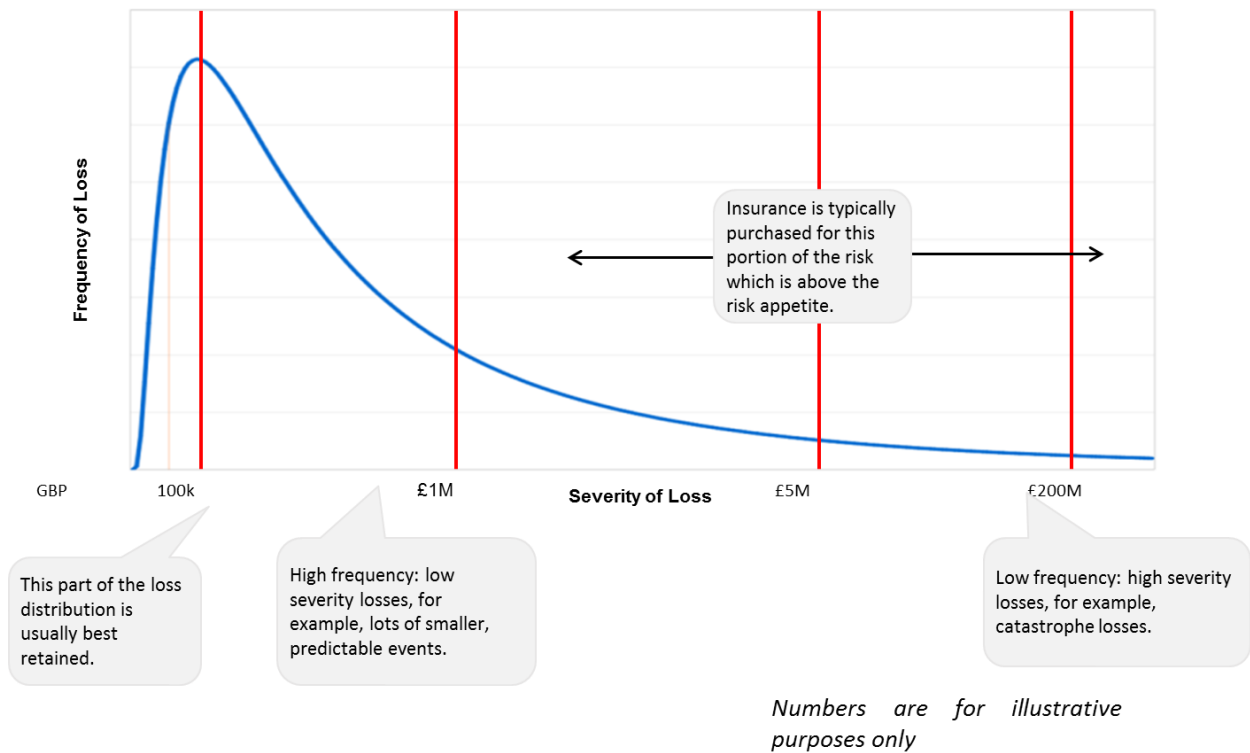 Frequency of Loss
Insurance is typically
purchased for this
portion of the risk
which is above the
risk appetite.
GBP
100k
£1M
Severity of Loss
£5M
£200M
This part of the loss
distribution is
usually best
retained.
High frequency: low
severity losses, for
example, lots of smaller,
predictable events.
Low frequency: high severity
losses, for example,
catastrophe losses.
Numbers are for illustrative
purposes only